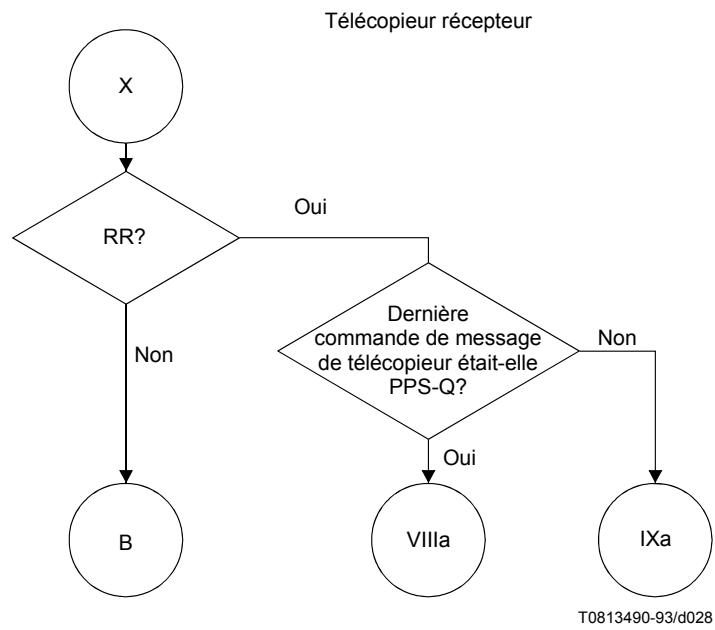 Télécopieur récepteur
X
RR?
Oui
Dernière
commande de message
de télécopieur était-elle
PPS-Q?
Non
Non
Oui
B
VIIIa
IXa
T0813490-93/d028